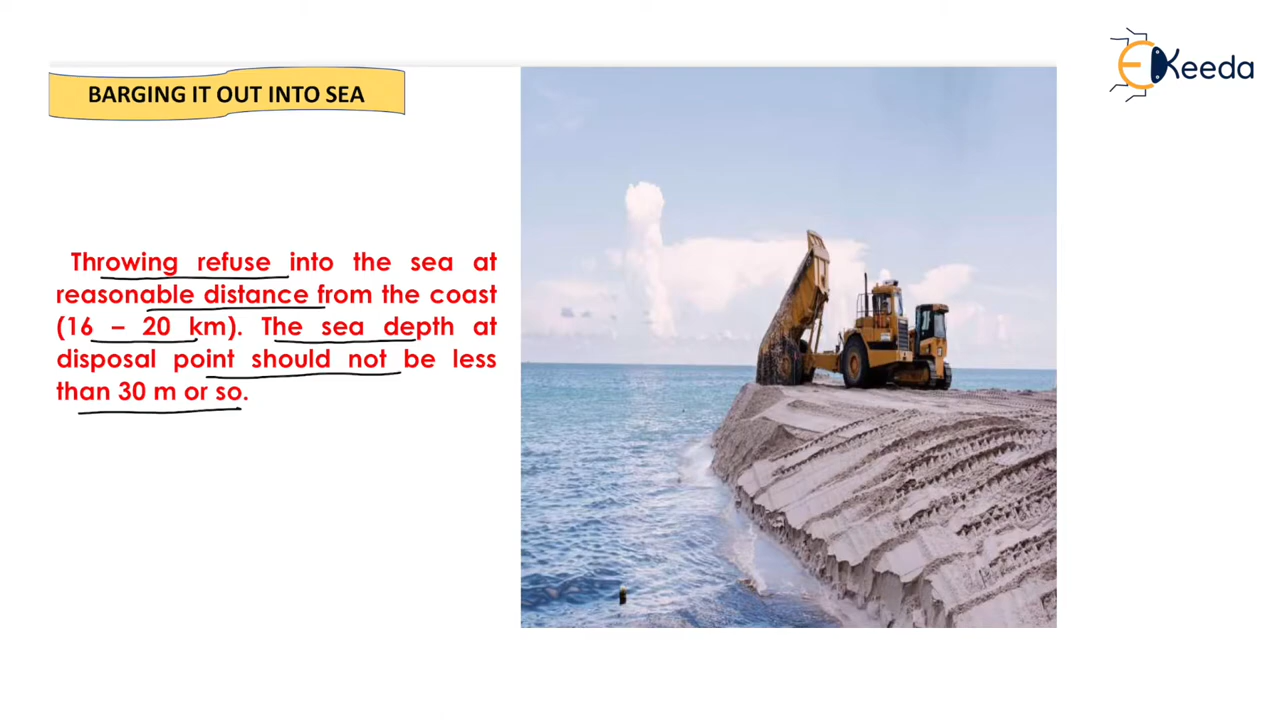 EKeeda
BARGING IT OUT INTO SEA
Throwing refuse into the sea at
reasonable distance from the coast
(16 – 20 km). The sea depth at
disposal point should not be less
than 30 m or so.